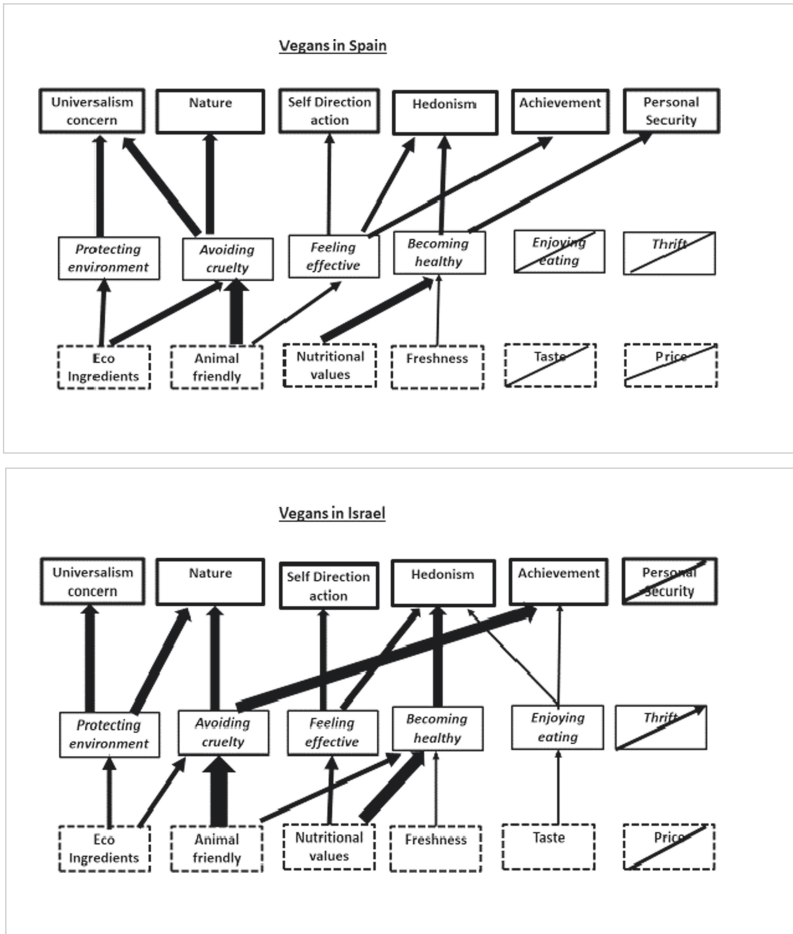 Vegans in Spain
Universalism
concern
Nature
Self Direction
action
Hedonism
Achievement
Personal
Security
Protecting
environment
Avoiding
cruelty
Feeling
effective
Becoming
healthy
Enjoying
eating
Thrift
Eco
Ingredients
Animal
friendly
Nutritional
values
Freshness
Taste
Price
Vegans in Israel
Universalism
concern
Nature
Self Direction
action
Hedonism
Achievement
Personal
Security
Protecting
environment
Avoiding
cruelty
Feeling
effective
Becoming
healthy
Enjoying
eating
Thrift
Eco
Ingredients
Animal
friendly
Nutritional
values
Freshness
Taste
Price